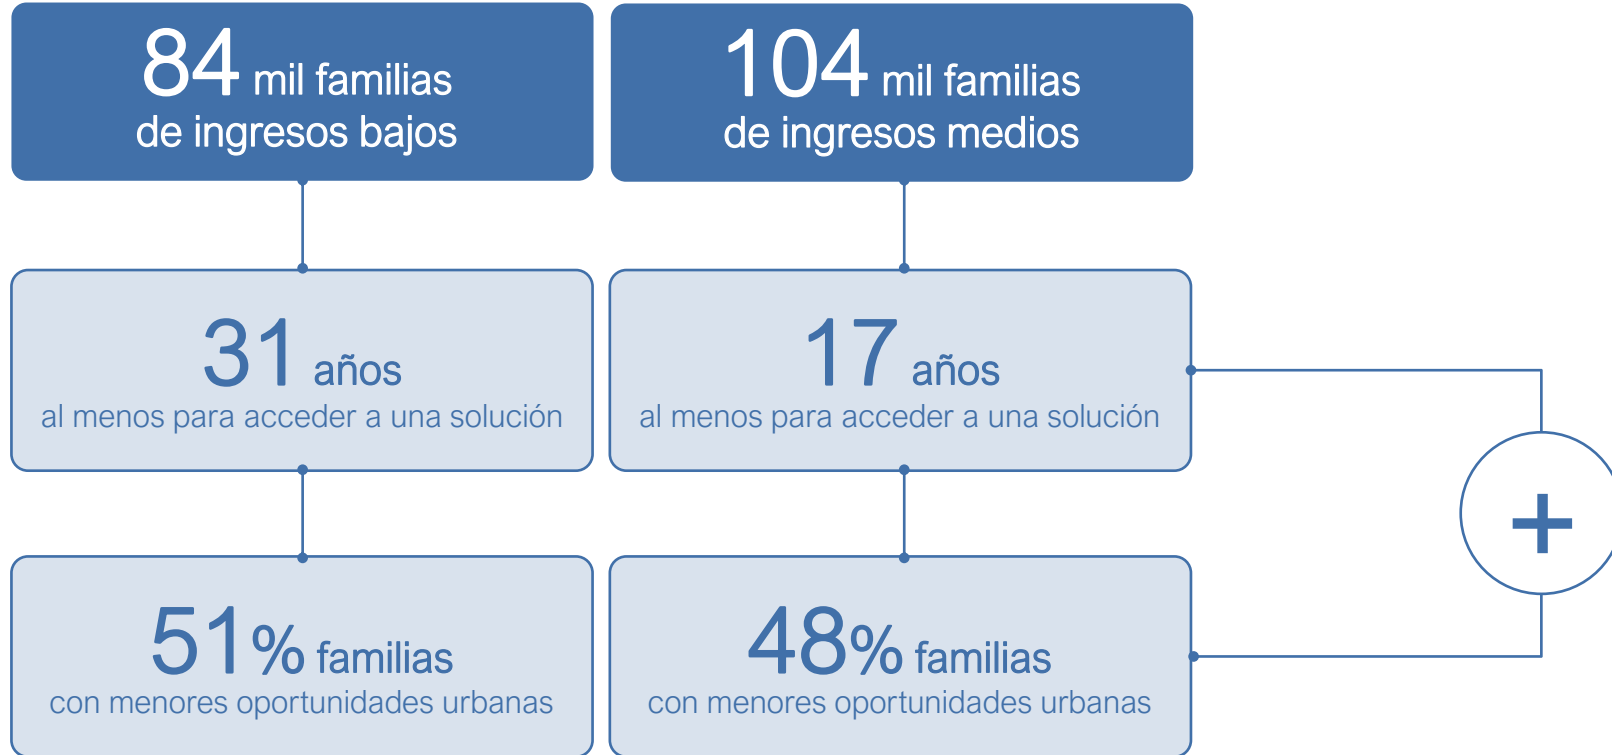 84 mil familias
de ingresos bajos
104 mil familias
de ingresos medios
31 años
al menos para acceder a una solución
17 años
al menos para acceder a una solución
51% familias
con menores oportunidades urbanas
48% familias
con menores oportunidades urbanas
+